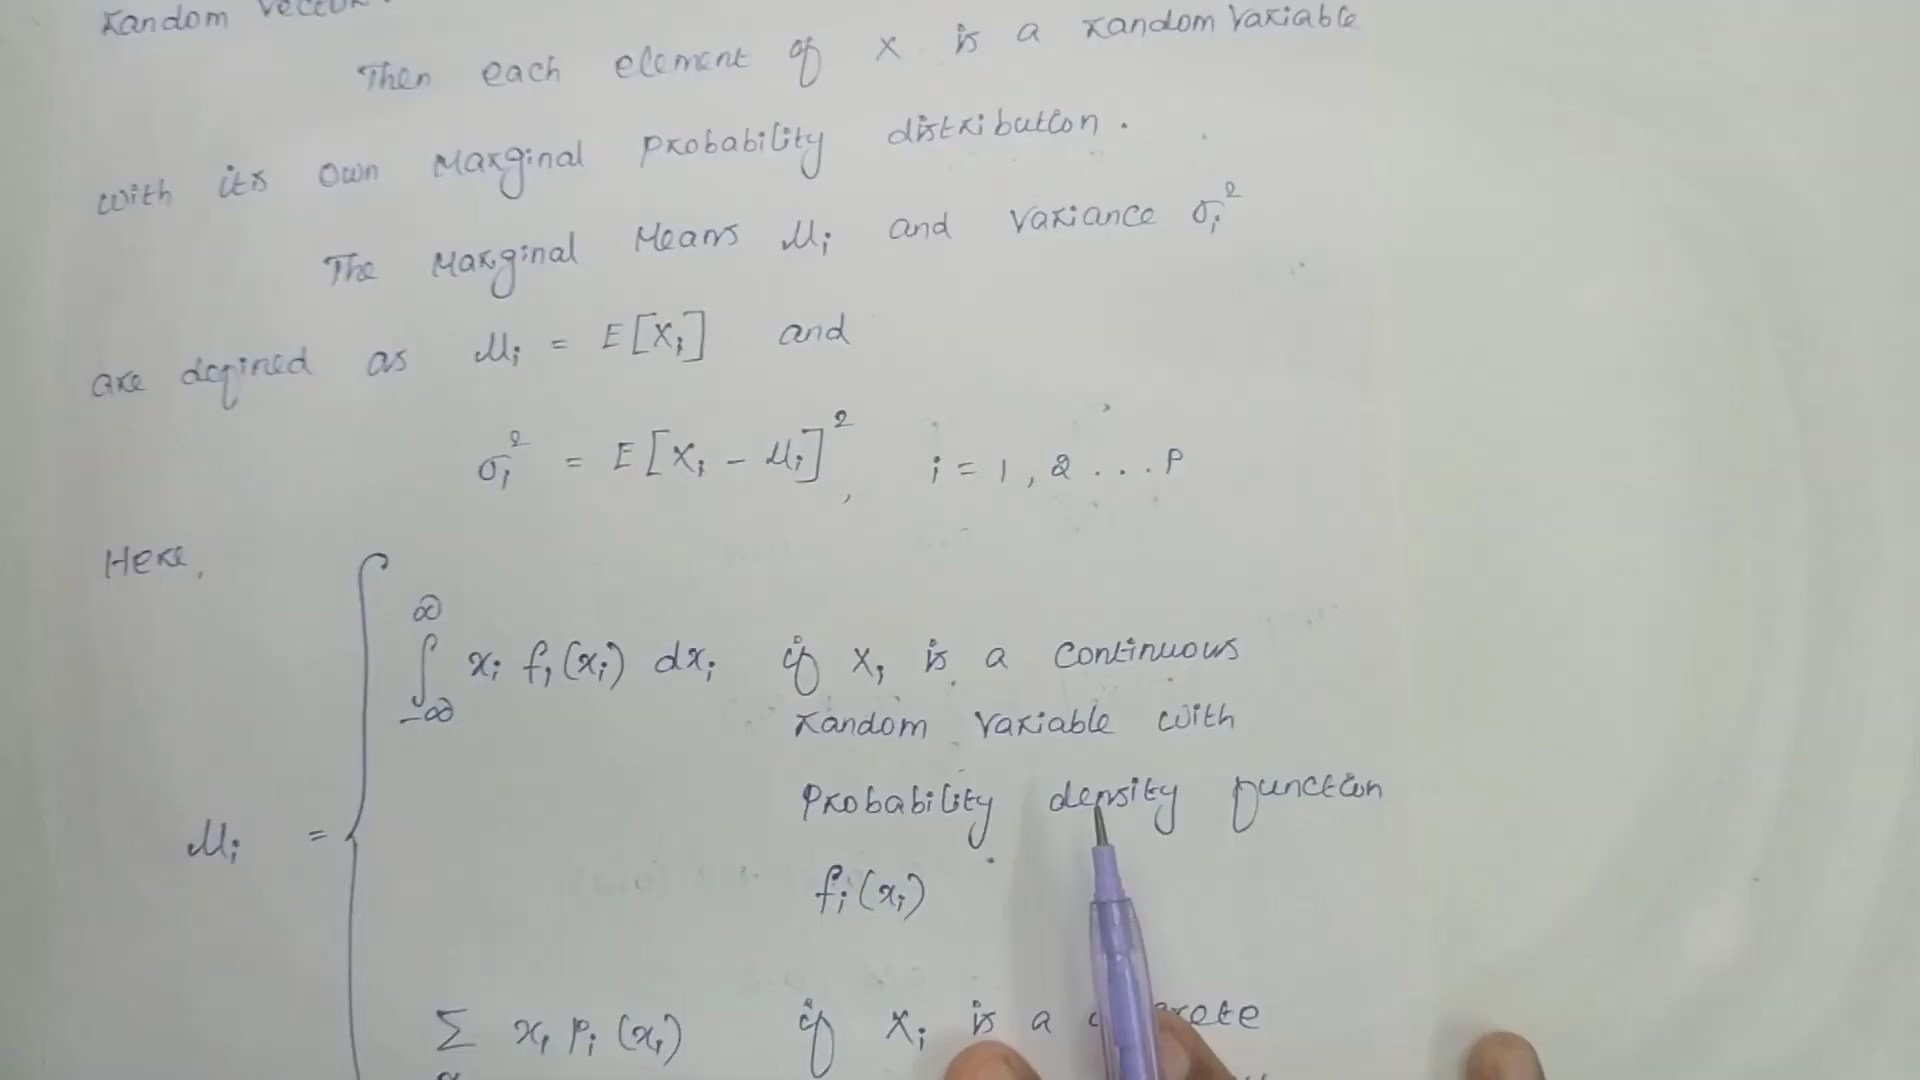 Random Vector.
Then each element of X is a random variable
with its own Marginal Probability distribution.
The Marginal Means μᵢ and Variance σᵢ²
are defined as μᵢ = E[Xᵢ] and
σᵢ² = E[Xᵢ - μᵢ]², i = 1, 2 ... P
Here,
μᵢ = { ∫_{-∞}^{∞} xᵢ fᵢ(xᵢ) dxᵢ if Xᵢ is a continuous
random variable with
Probability density function
fᵢ(xᵢ)
Σ xᵢ pᵢ(xᵢ) if Xᵢ is a